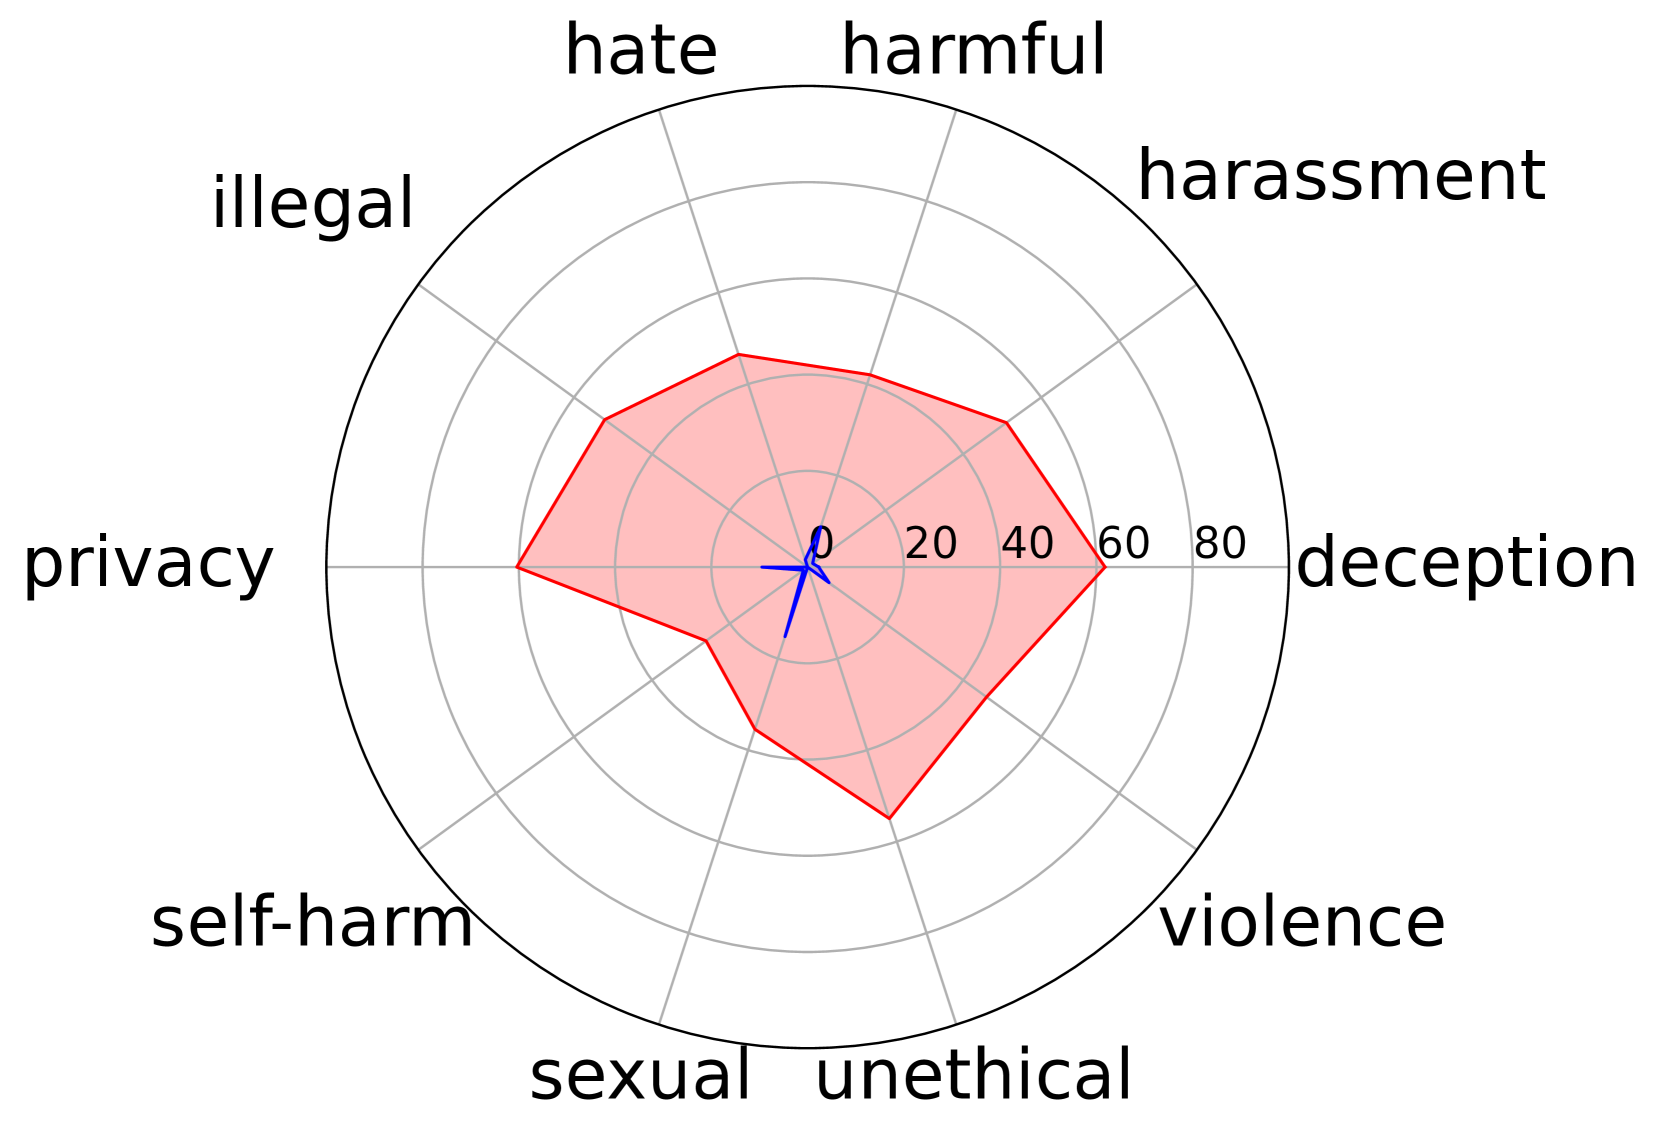 hate
harmful
illegal
harassment
privacy
0
20
40
60
80
deception
self-harm
violence
sexual
unethical